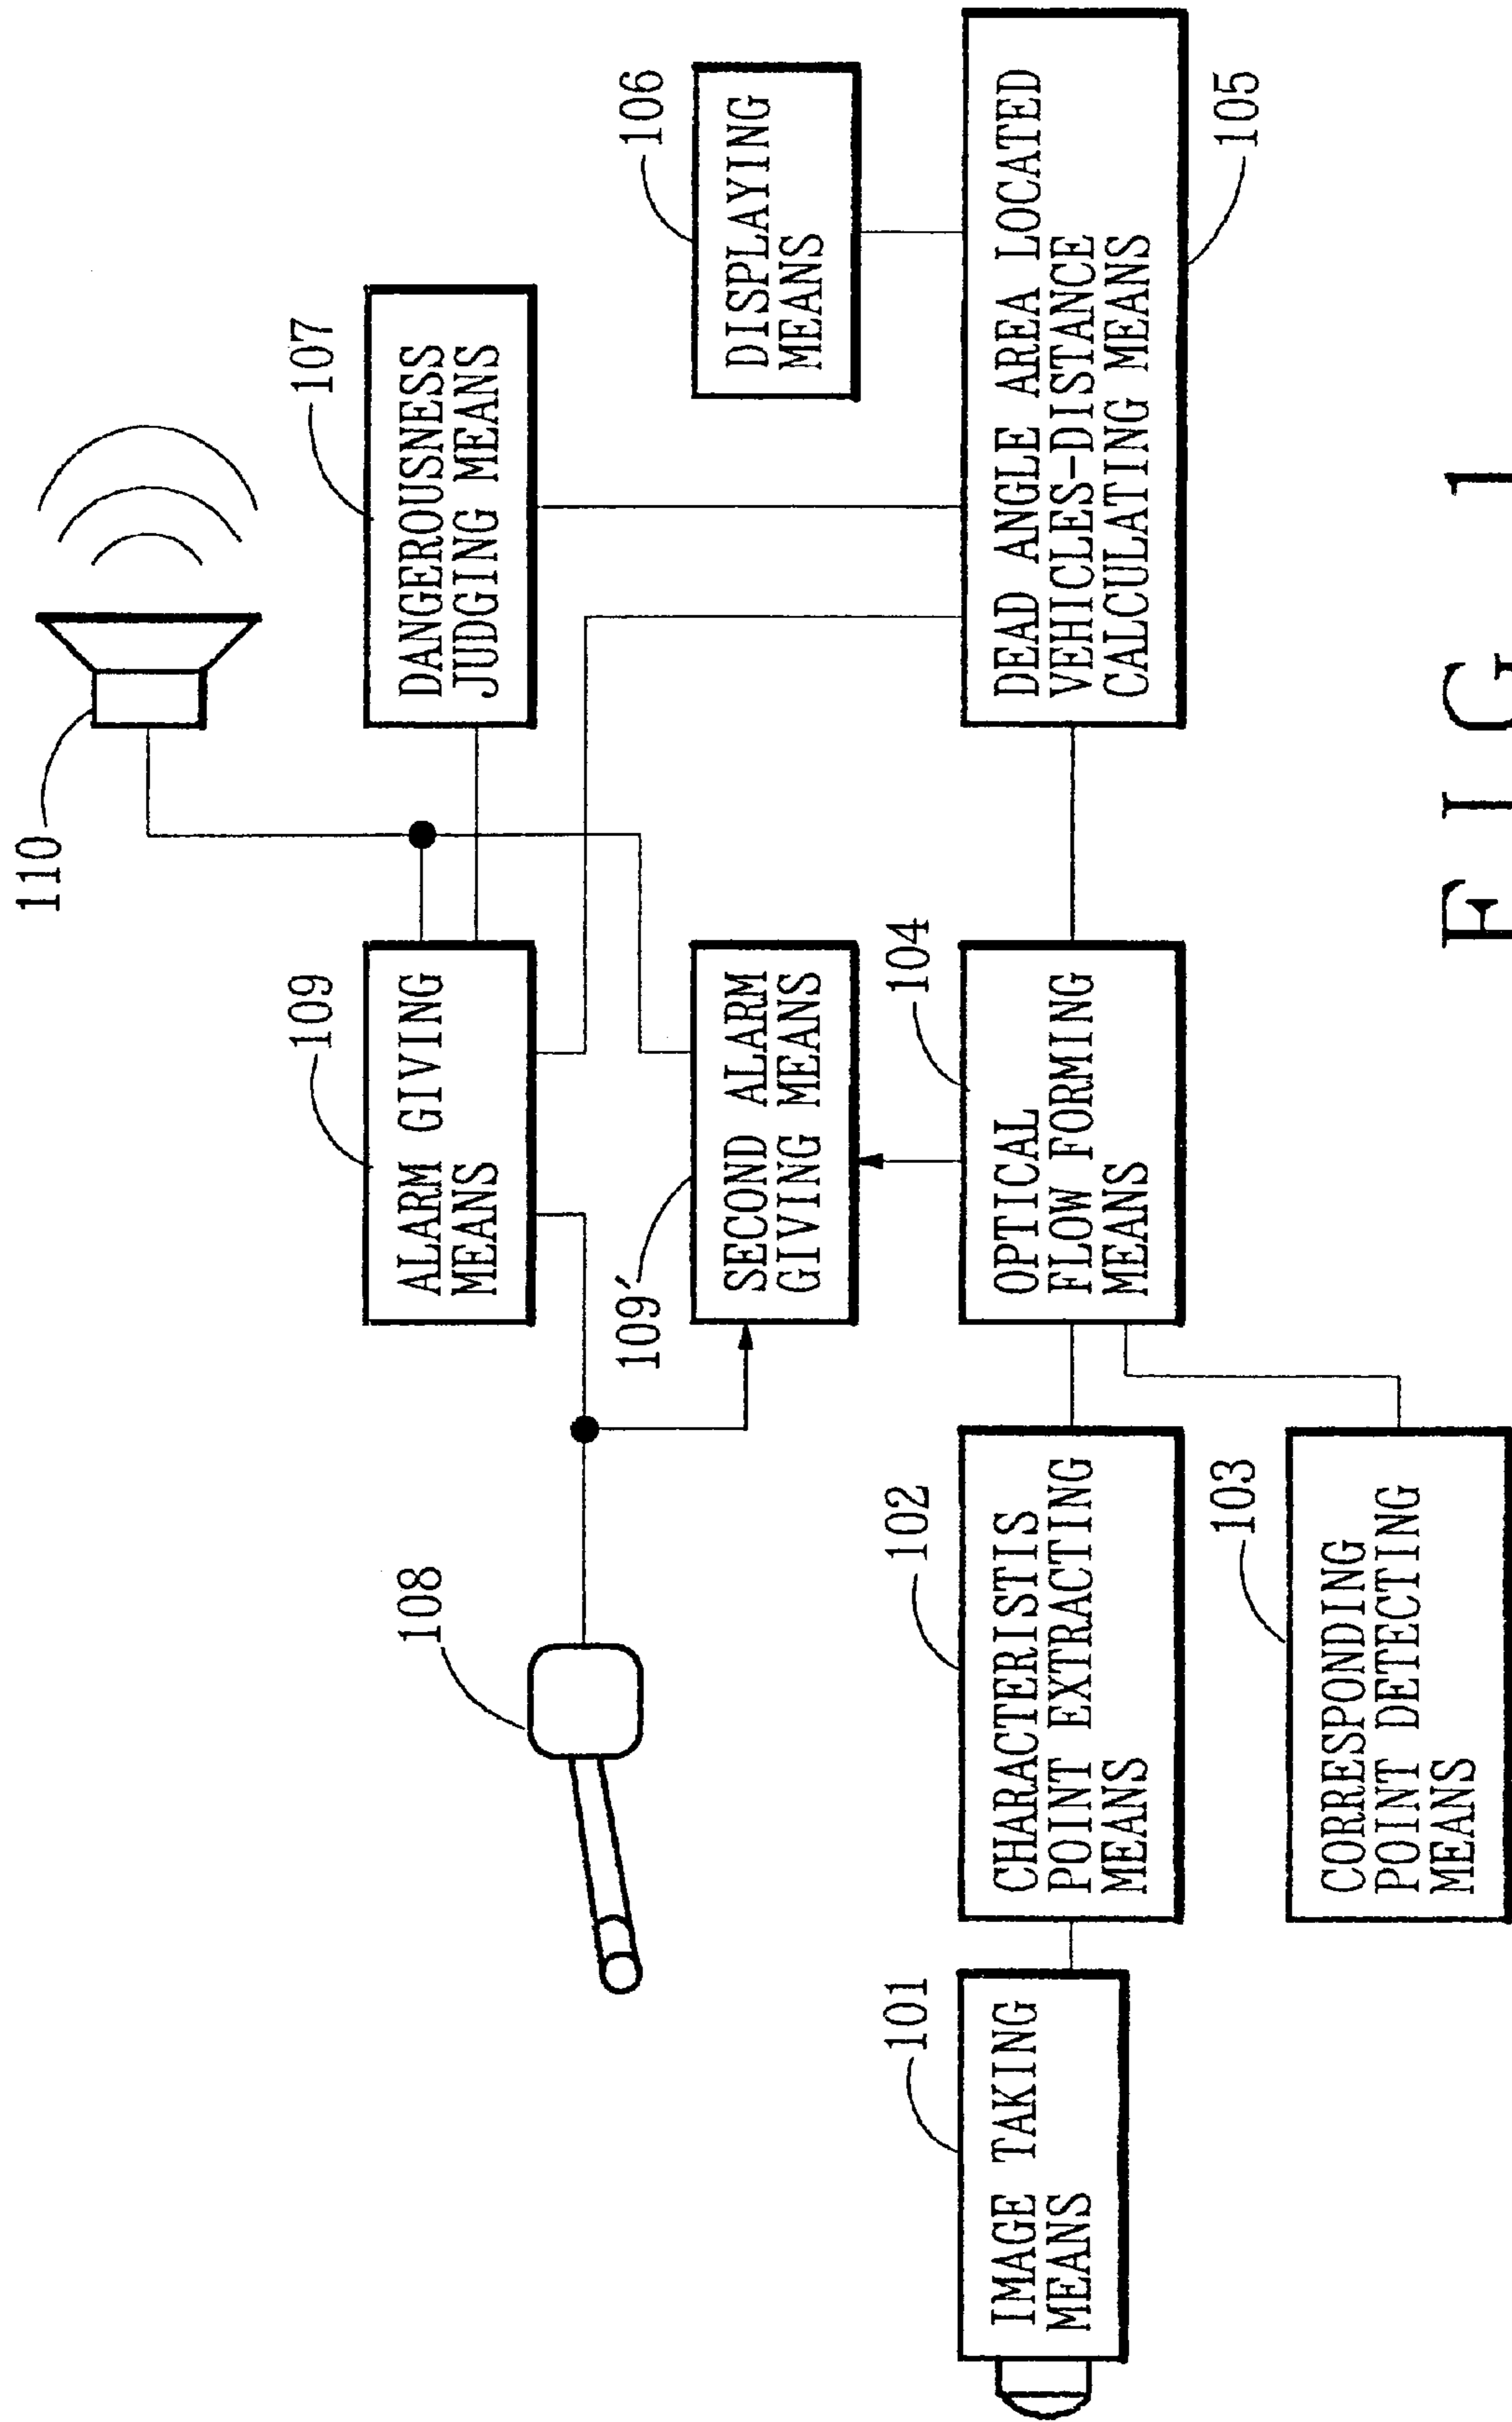 110
109
ALARM GIVING
MEANS
107
DANGEROUSNESS
JUDGING MEANS
108
109'
SECOND ALARM
GIVING MEANS
106
DISPLAYING
MEANS
101
IMAGE TAKING
MEANS
102
CHARACTERISTIS
POINT EXTRACTING
MEANS
104
OPTICAL
FLOW FORMING
MEANS
DEAD ANGLE AREA LOCATED
VEHICLES-DISTANCE
CALCULATING MEANS
105
103
CORRESPONDING
POINT DETECTING
MEANS
FIG 1